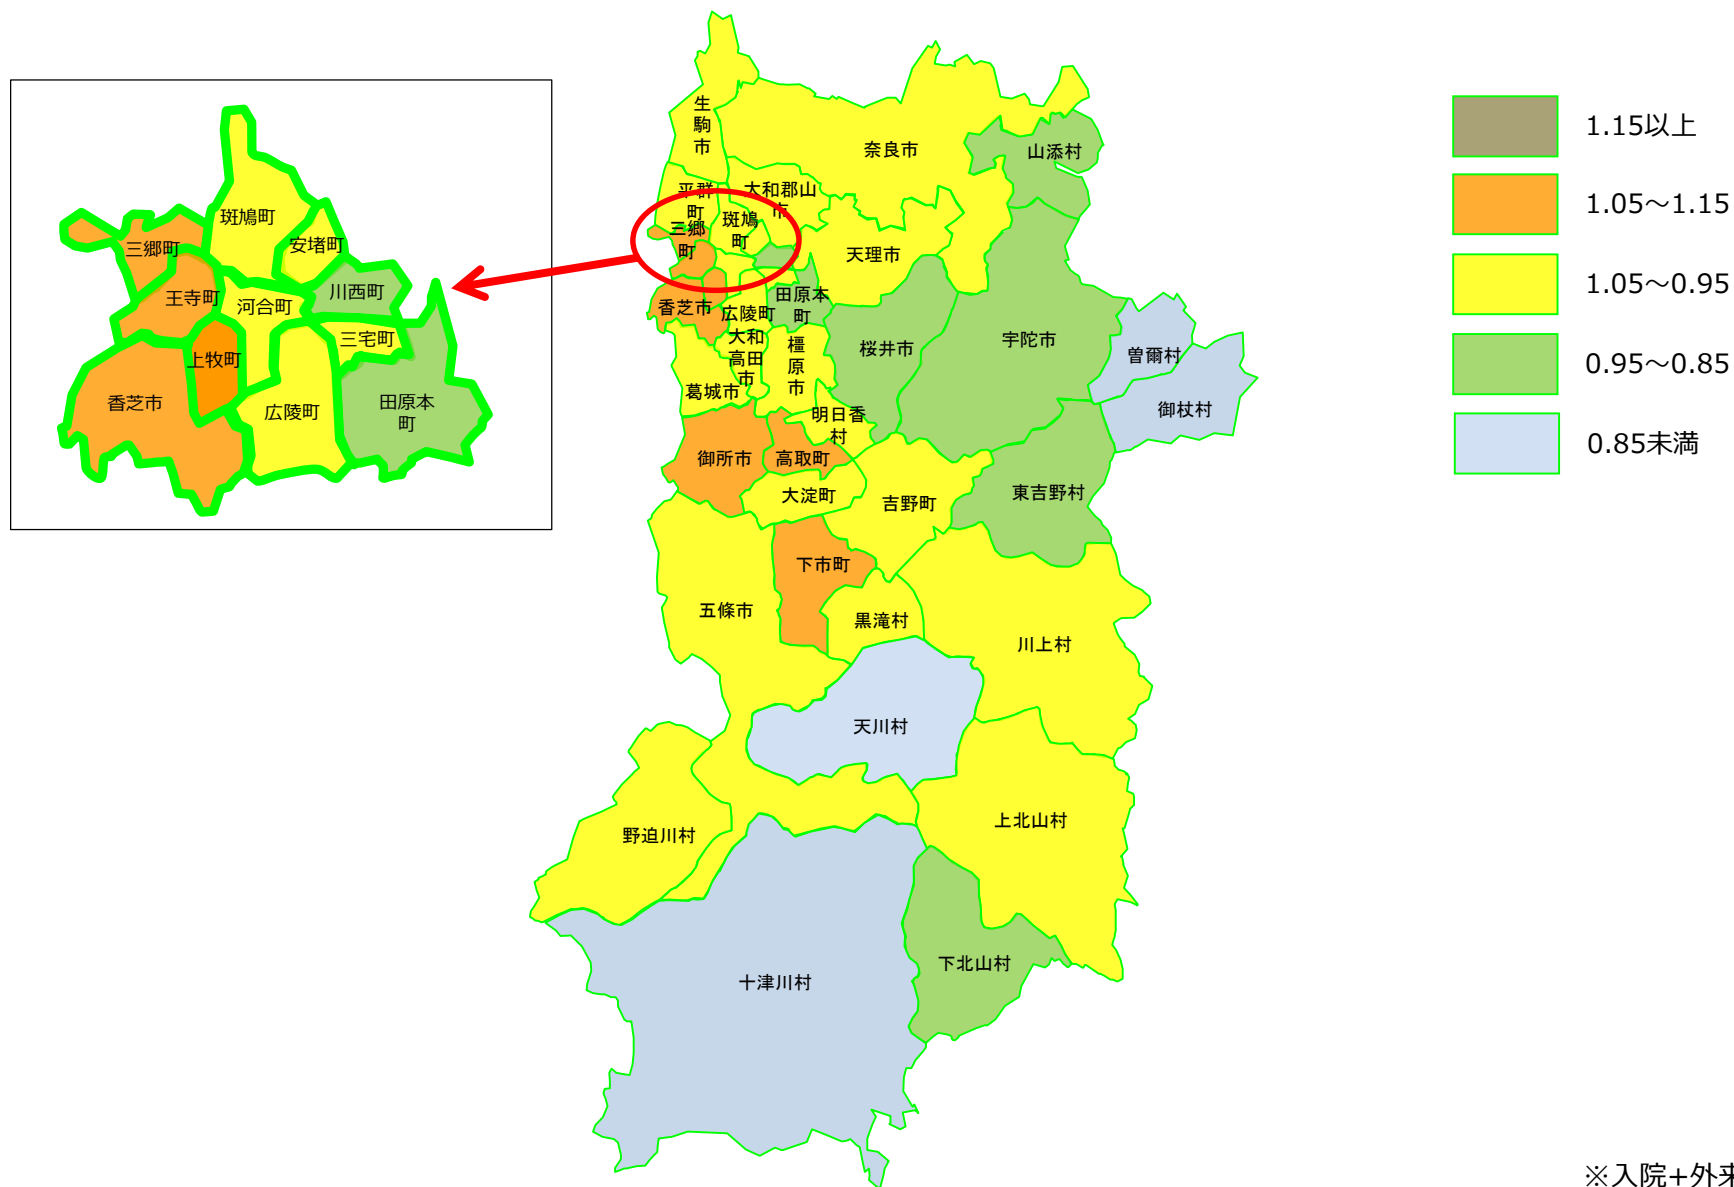 斑鳩町
安堵町
三郷町
川西町
王寺町
河合町
三宅町
上牧町
香芝市
広陵町
田原本
町
生
駒
市
奈良市
山添村
平群
町
大和郡山
市
斑鳩
町
三郷
町
天理市
田原本
町
香芝市
広陵町
大和
高田
市
橿
原
市
桜井市
宇陀市
曽爾村
御杖村
葛城市
明日香
村
御所市
高取町
大淀町
吉野町
東吉野村
下市町
五條市
黒滝村
川上村
天川村
上北山村
野迫川村
下北山村
十津川村
1.15以上
1.05～1.15
1.05～0.95
0.95～0.85
0.85未満
※入院+外来